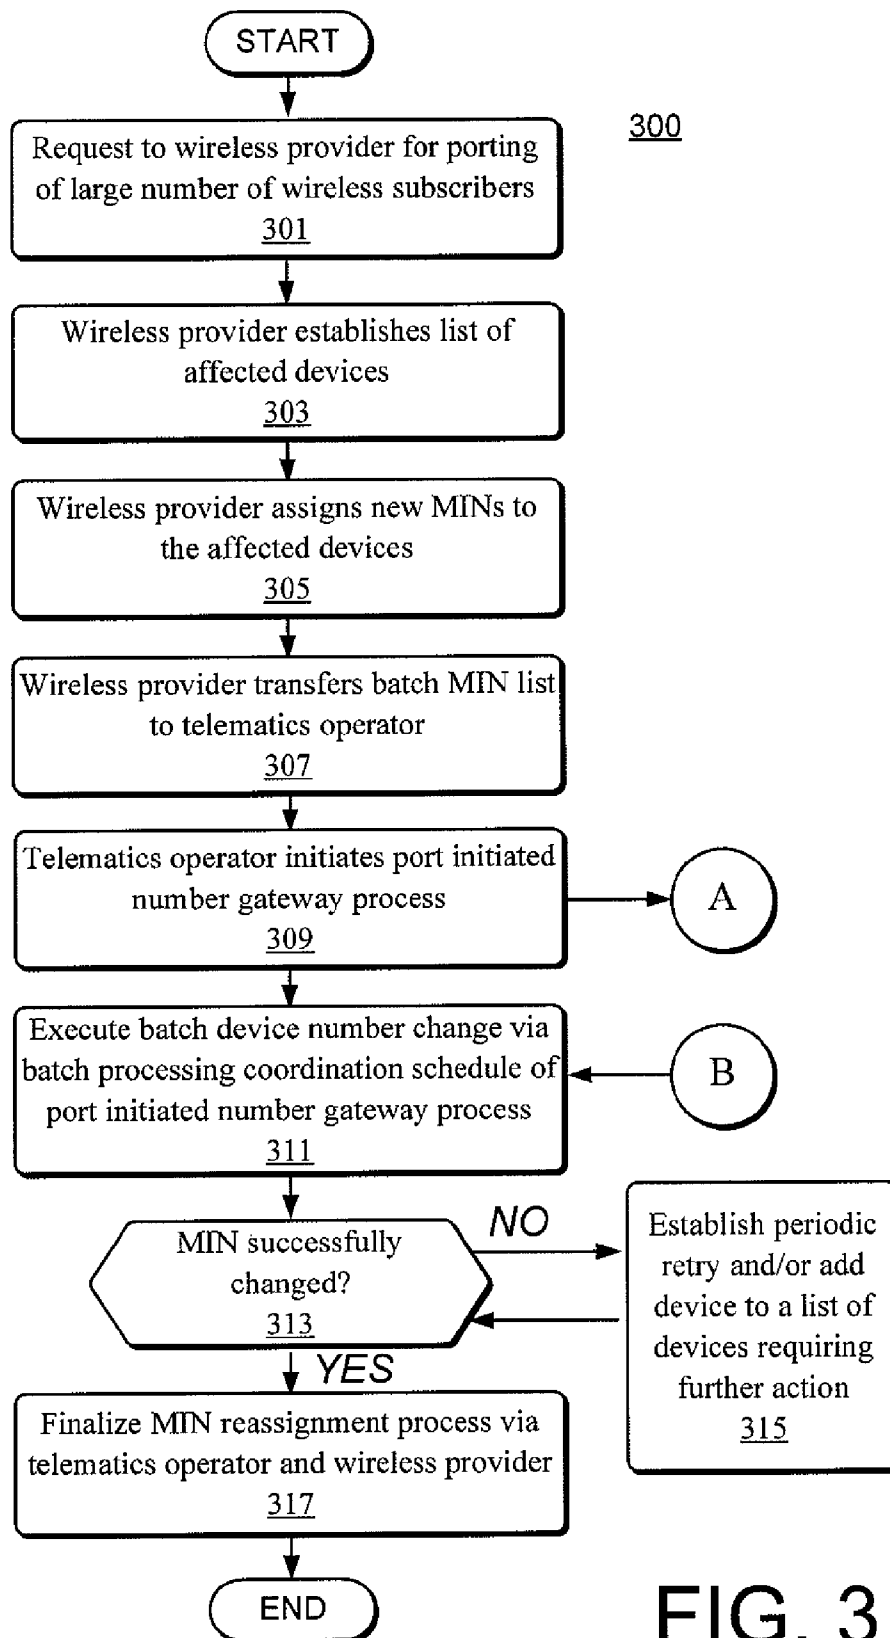 START
300
Request to wireless provider for porting
of large number of wireless subscribers
301
Wireless provider establishes list of
affected devices
303
Wireless provider assigns new MINs to
the affected devices
305
Wireless provider transfers batch MIN list
to telematics operator
307
Telematics operator initiates port initiated
number gateway process
309
A
Execute batch device number change via
batch processing coordination schedule of
port initiated number gateway process
311
B
MIN successfully
changed?
313
NO
Establish periodic
retry and/or add
device to a list of
devices requiring
further action
315
YES
Finalize MIN reassignment process via
telematics operator and wireless provider
317
END
FIG. 3